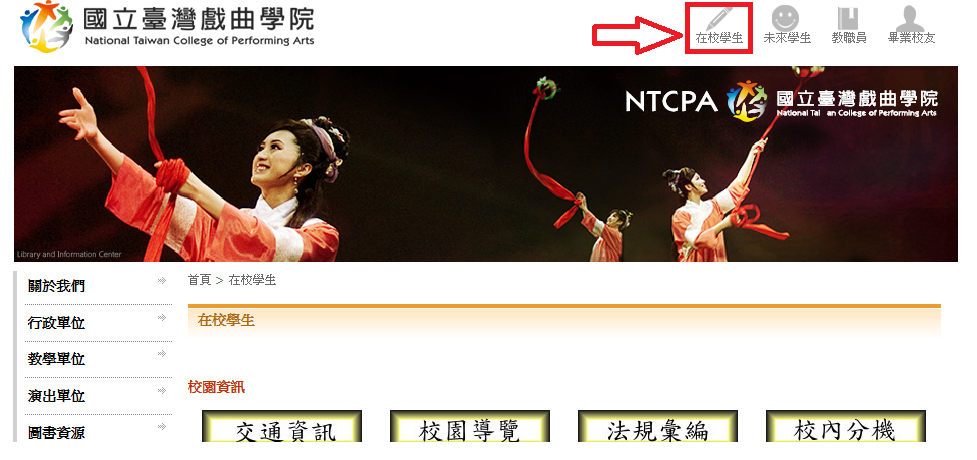 國立臺灣戲曲學院
National Taiwan College of Performing Arts
在校學生
未來學生
教職員
畢業校友
NTCPA
國立臺灣戲曲學院
National Tai an College of Performing Arts
Library and Information Center
關於我們
行政單位
教學單位
演出單位
圖書資源
首頁 > 在校學生
在校學生
校園資訊
交通資訊
校園導覽
法規彙編
校內分機